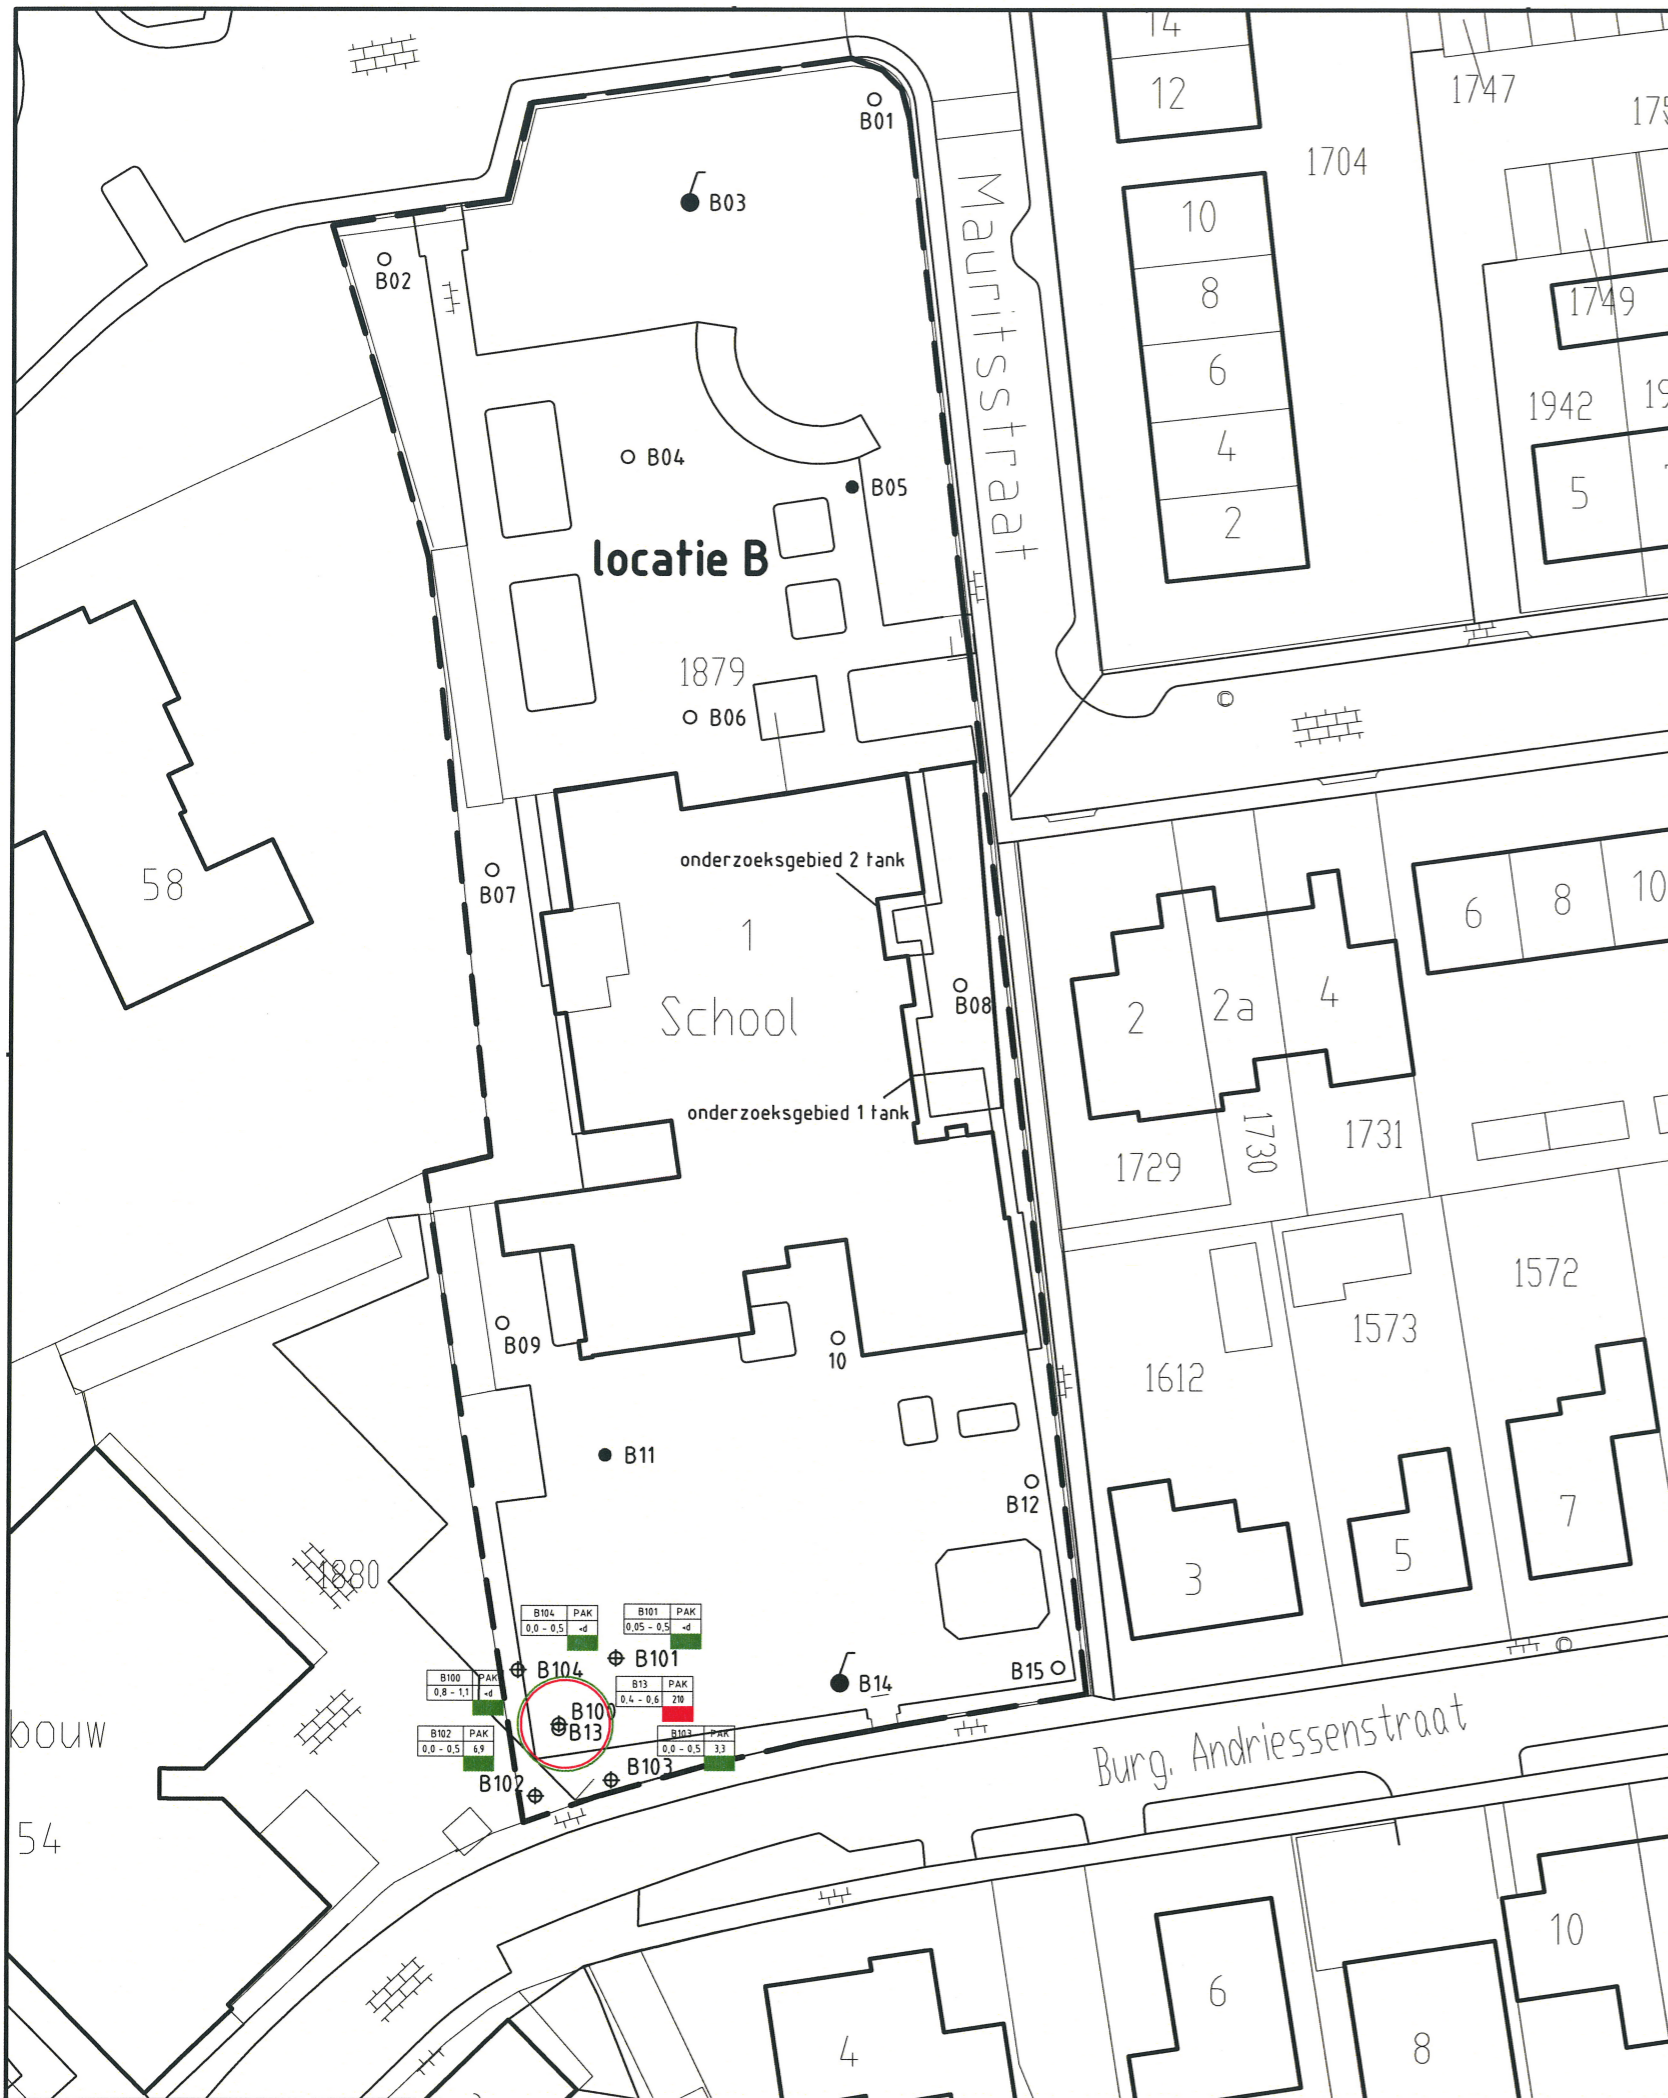 14
12
1747
B01
1704
B03
Mauritsstraat
10
B02
8
1749
6
1942
B04
4
B05
5
2
locatie B
1879
B06
onderzoeksgebied 2 tank
58
B07
6
8
10
1
B08
2
2a
4
School
onderzoeksgebied 1 tank
1729
1730
1731
1572
B09
10
1573
1612
B11
B12
7
5
3
1880
B104 PAK
0,0 - 0,5 <d
B101 PAK
0,05 - 0,5 <d
B104
B101
B15
B100 PAK
0,8 - 1,1 <d
B13 PAK
0,4 - 0,6 210
B14
B100
B13
bouw
B102 PAK
0,0 - 0,5 6,9
B103 PAK
0,0 - 0,5 3,3
Burg. Andriessenstraat
B102
B103
54
10
6
4
8